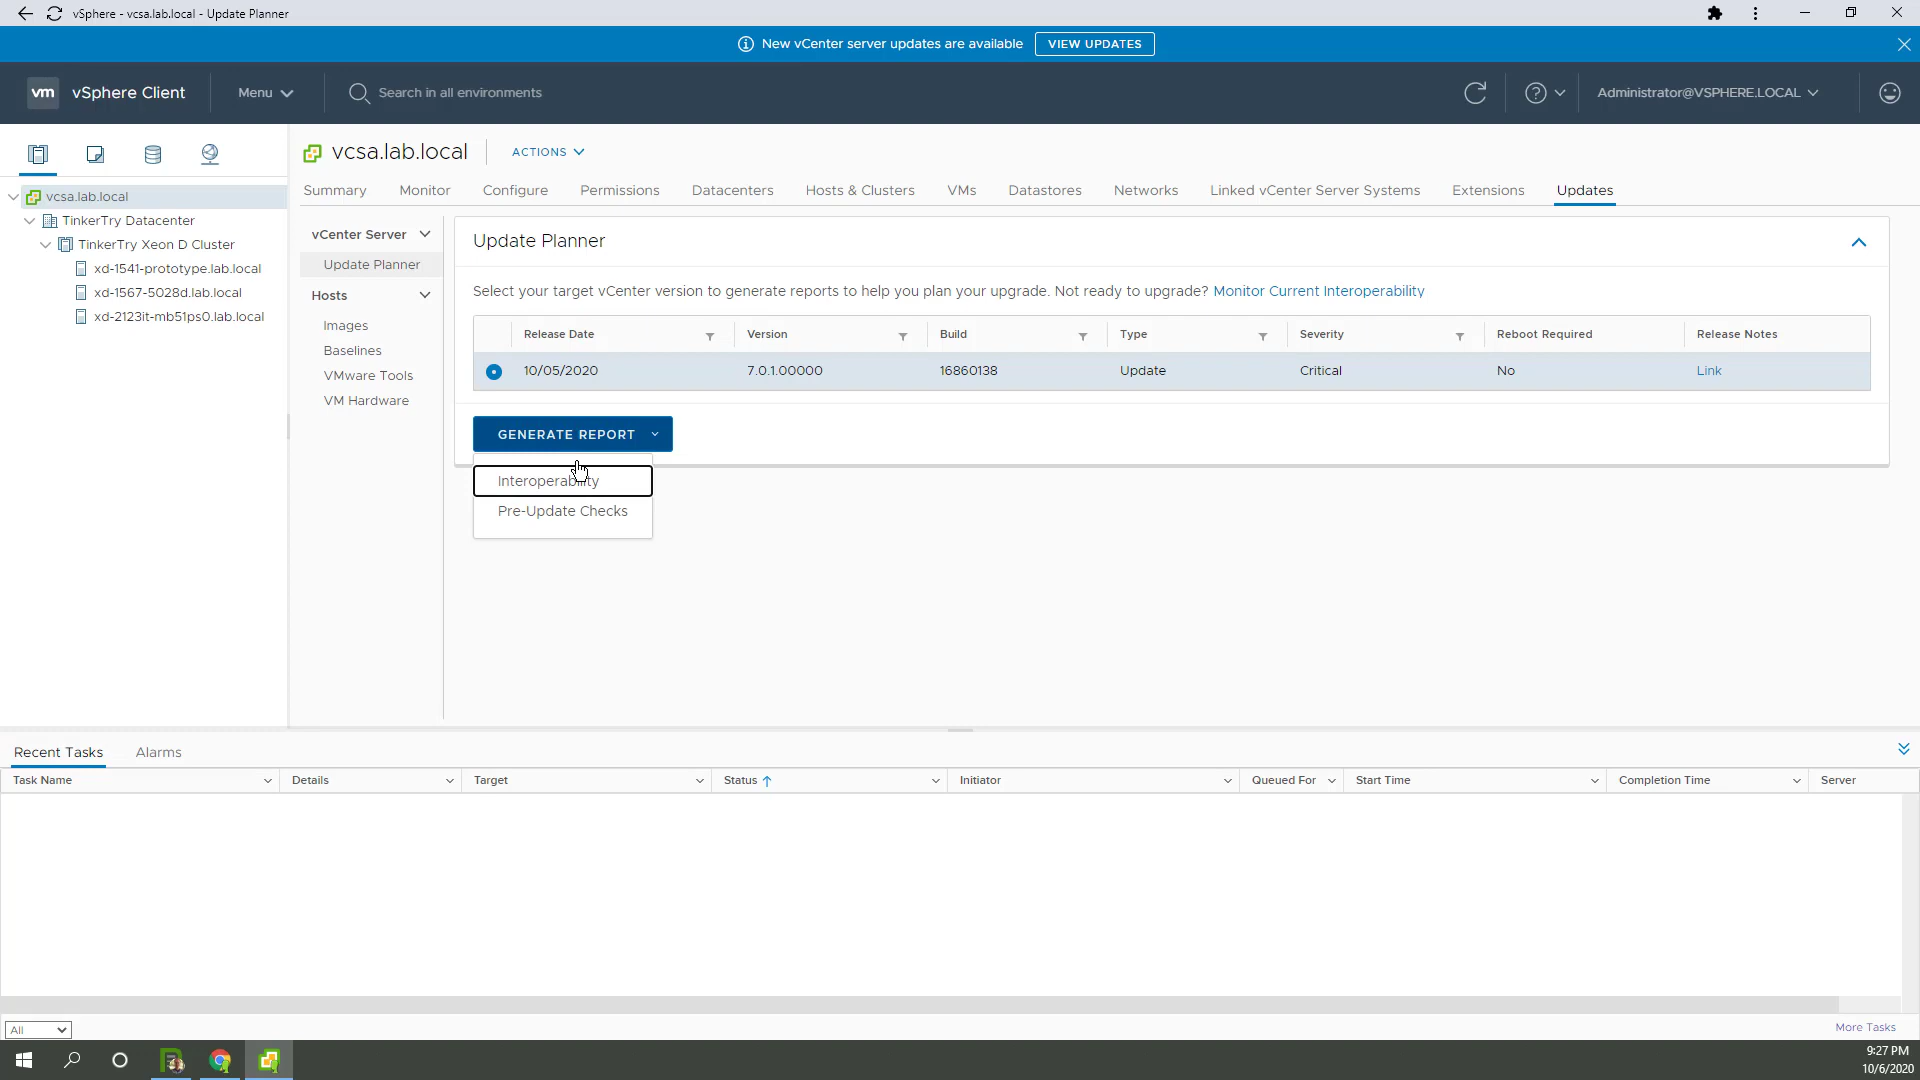 vSphere - vcsa.lab.local - Update Planner
New vCenter server updates are available
VIEW UPDATES
vm
vSphere Client
Menu
Search in all environments
Administrator@VSPHERE.LOCAL
vcsa.lab.local
TinkerTry Datacenter
TinkerTry Xeon D Cluster
xd-1541-prototype.lab.local
xd-1567-5028d.lab.local
xd-2123it-mb51ps0.lab.local
vcsa.lab.local
ACTIONS
Summary Monitor Configure Permissions Datacenters Hosts & Clusters VMs Datastores Networks Linked vCenter Server Systems Extensions Updates
vCenter Server
Update Planner
Hosts
Images
Baselines
VMware Tools
VM Hardware
Update Planner
Select your target vCenter version to generate reports to help you plan your upgrade. Not ready to upgrade? Monitor Current Interoperability
Release Date Version Build Type Severity Reboot Required Release Notes
10/05/2020 7.0.1.00000 16860138 Update Critical No Link
GENERATE REPORT
Interoperability
Pre-Update Checks
Recent Tasks Alarms
Task Name Details Target Status Initiator Queued For Start Time Completion Time Server
All
More Tasks
9:27 PM
10/6/2020